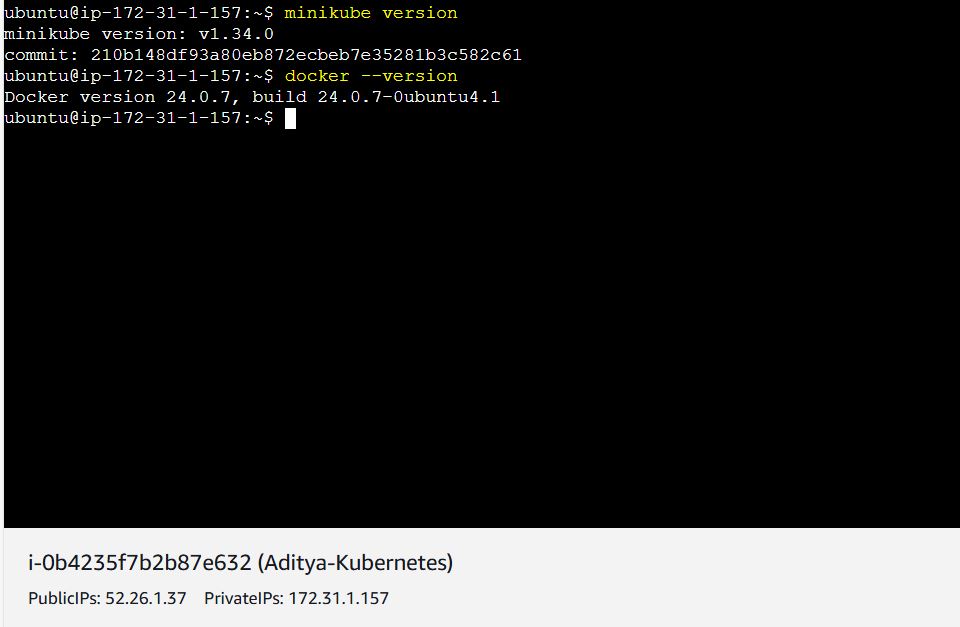 ubuntu@ip-172-31-1-157:~$ minikube version
minikube version: v1.34.0
commit: 210b148df93a80eb872ecbeb7e35281b3c582c61
ubuntu@ip-172-31-1-157:~$ docker --version
Docker version 24.0.7, build 24.0.7-0ubuntu4.1
ubuntu@ip-172-31-1-157:~$
i-0b4235f7b2b87e632 (Aditya-Kubernetes)
PublicIPs: 52.26.1.37 PrivateIPs: 172.31.1.157